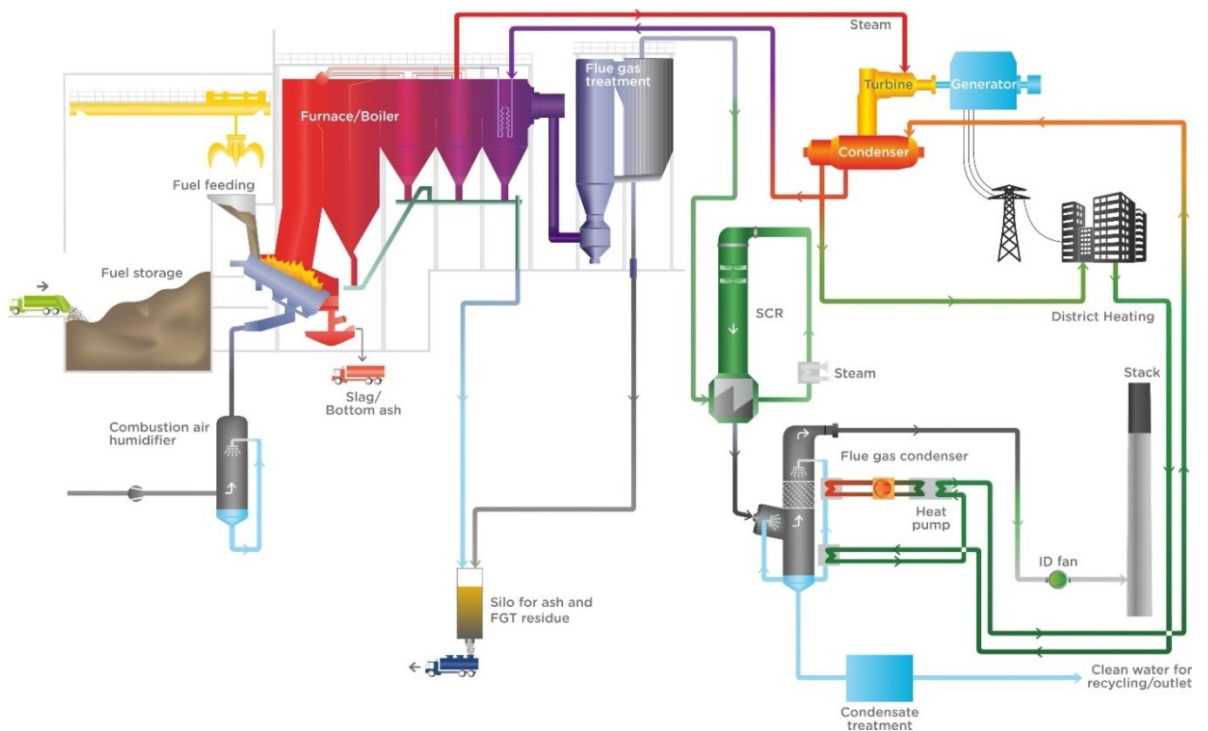 Steam
Flue gas
treatment
Turbine
Generator
Furnace/Boiler
Condenser
Fuel feeding
Fuel storage
SCR
District Heating
Steam
Stack
Slag/
Bottom ash
Combustion air
humidifier
Flue gas condenser
Heat
pump
ID fan
Silo for ash and
FGT residue
Clean water for
recycling/outlet
Condensate
treatment